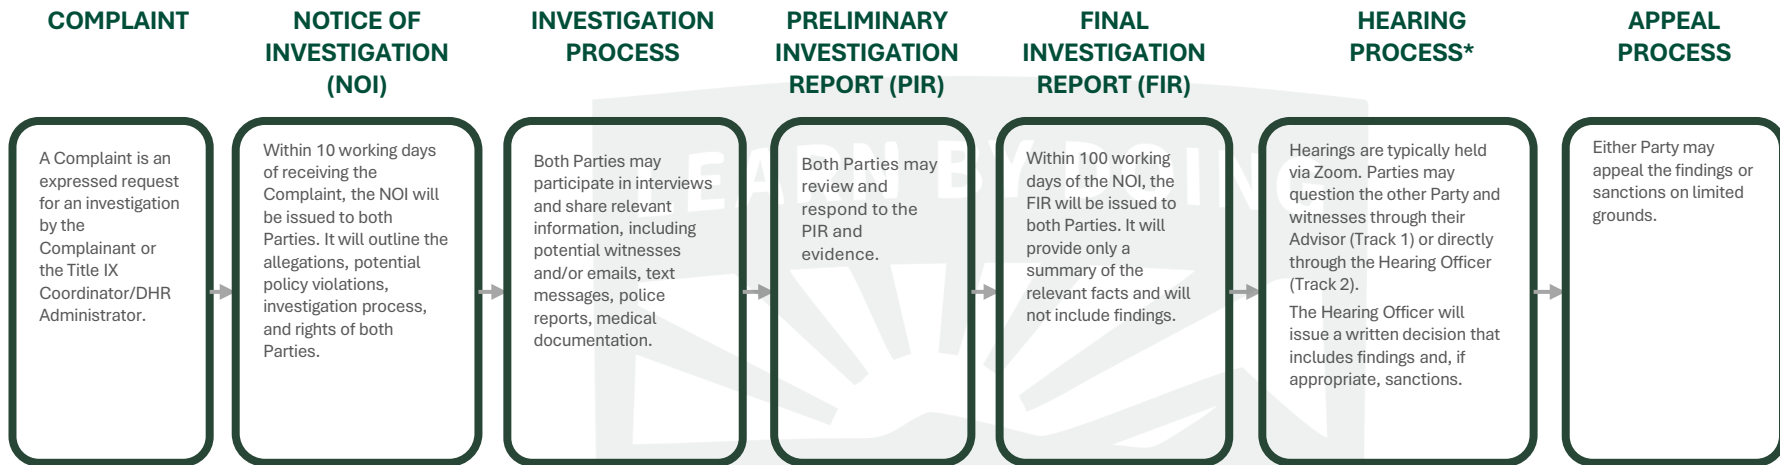 COMPLAINT
A Complaint is an
expressed request
for an investigation
by the
Complainant or
the Title IX
Coordinator/DHR
Administrator.
NOTICE OF
INVESTIGATION
(NOI)
Within 10 working days
of receiving the
Complaint, the NOI will
be issued to both
Parties. It will outline the
allegations, potential
policy violations,
investigation process,
and rights of both
Parties.
INVESTIGATION
PROCESS
Both Parties may
participate in interviews
and share relevant
information, including
potential witnesses
and/or emails, text
messages, police
reports, medical
documentation.
PRELIMINARY
INVESTIGATION
REPORT (PIR)
Both Parties may
review and
respond to the
PIR and
evidence.
FINAL
INVESTIGATION
REPORT (FIR)
Within 100 working
days of the NOI, the
FIR will be issued to
both Parties. It will
provide only a
summary of the
relevant facts and will
not include findings.
HEARING
PROCESS*
Hearings are typically held
via Zoom. Parties may
question the other Party and
witnesses through their
Advisor (Track 1) or directly
through the Hearing Officer
(Track 2).
The Hearing Officer will
issue a written decision that
includes findings and, if
appropriate, sanctions.
APPEAL
PROCESS
Either Party may
appeal the findings or
sanctions on limited
grounds.
LEARN BY DOING